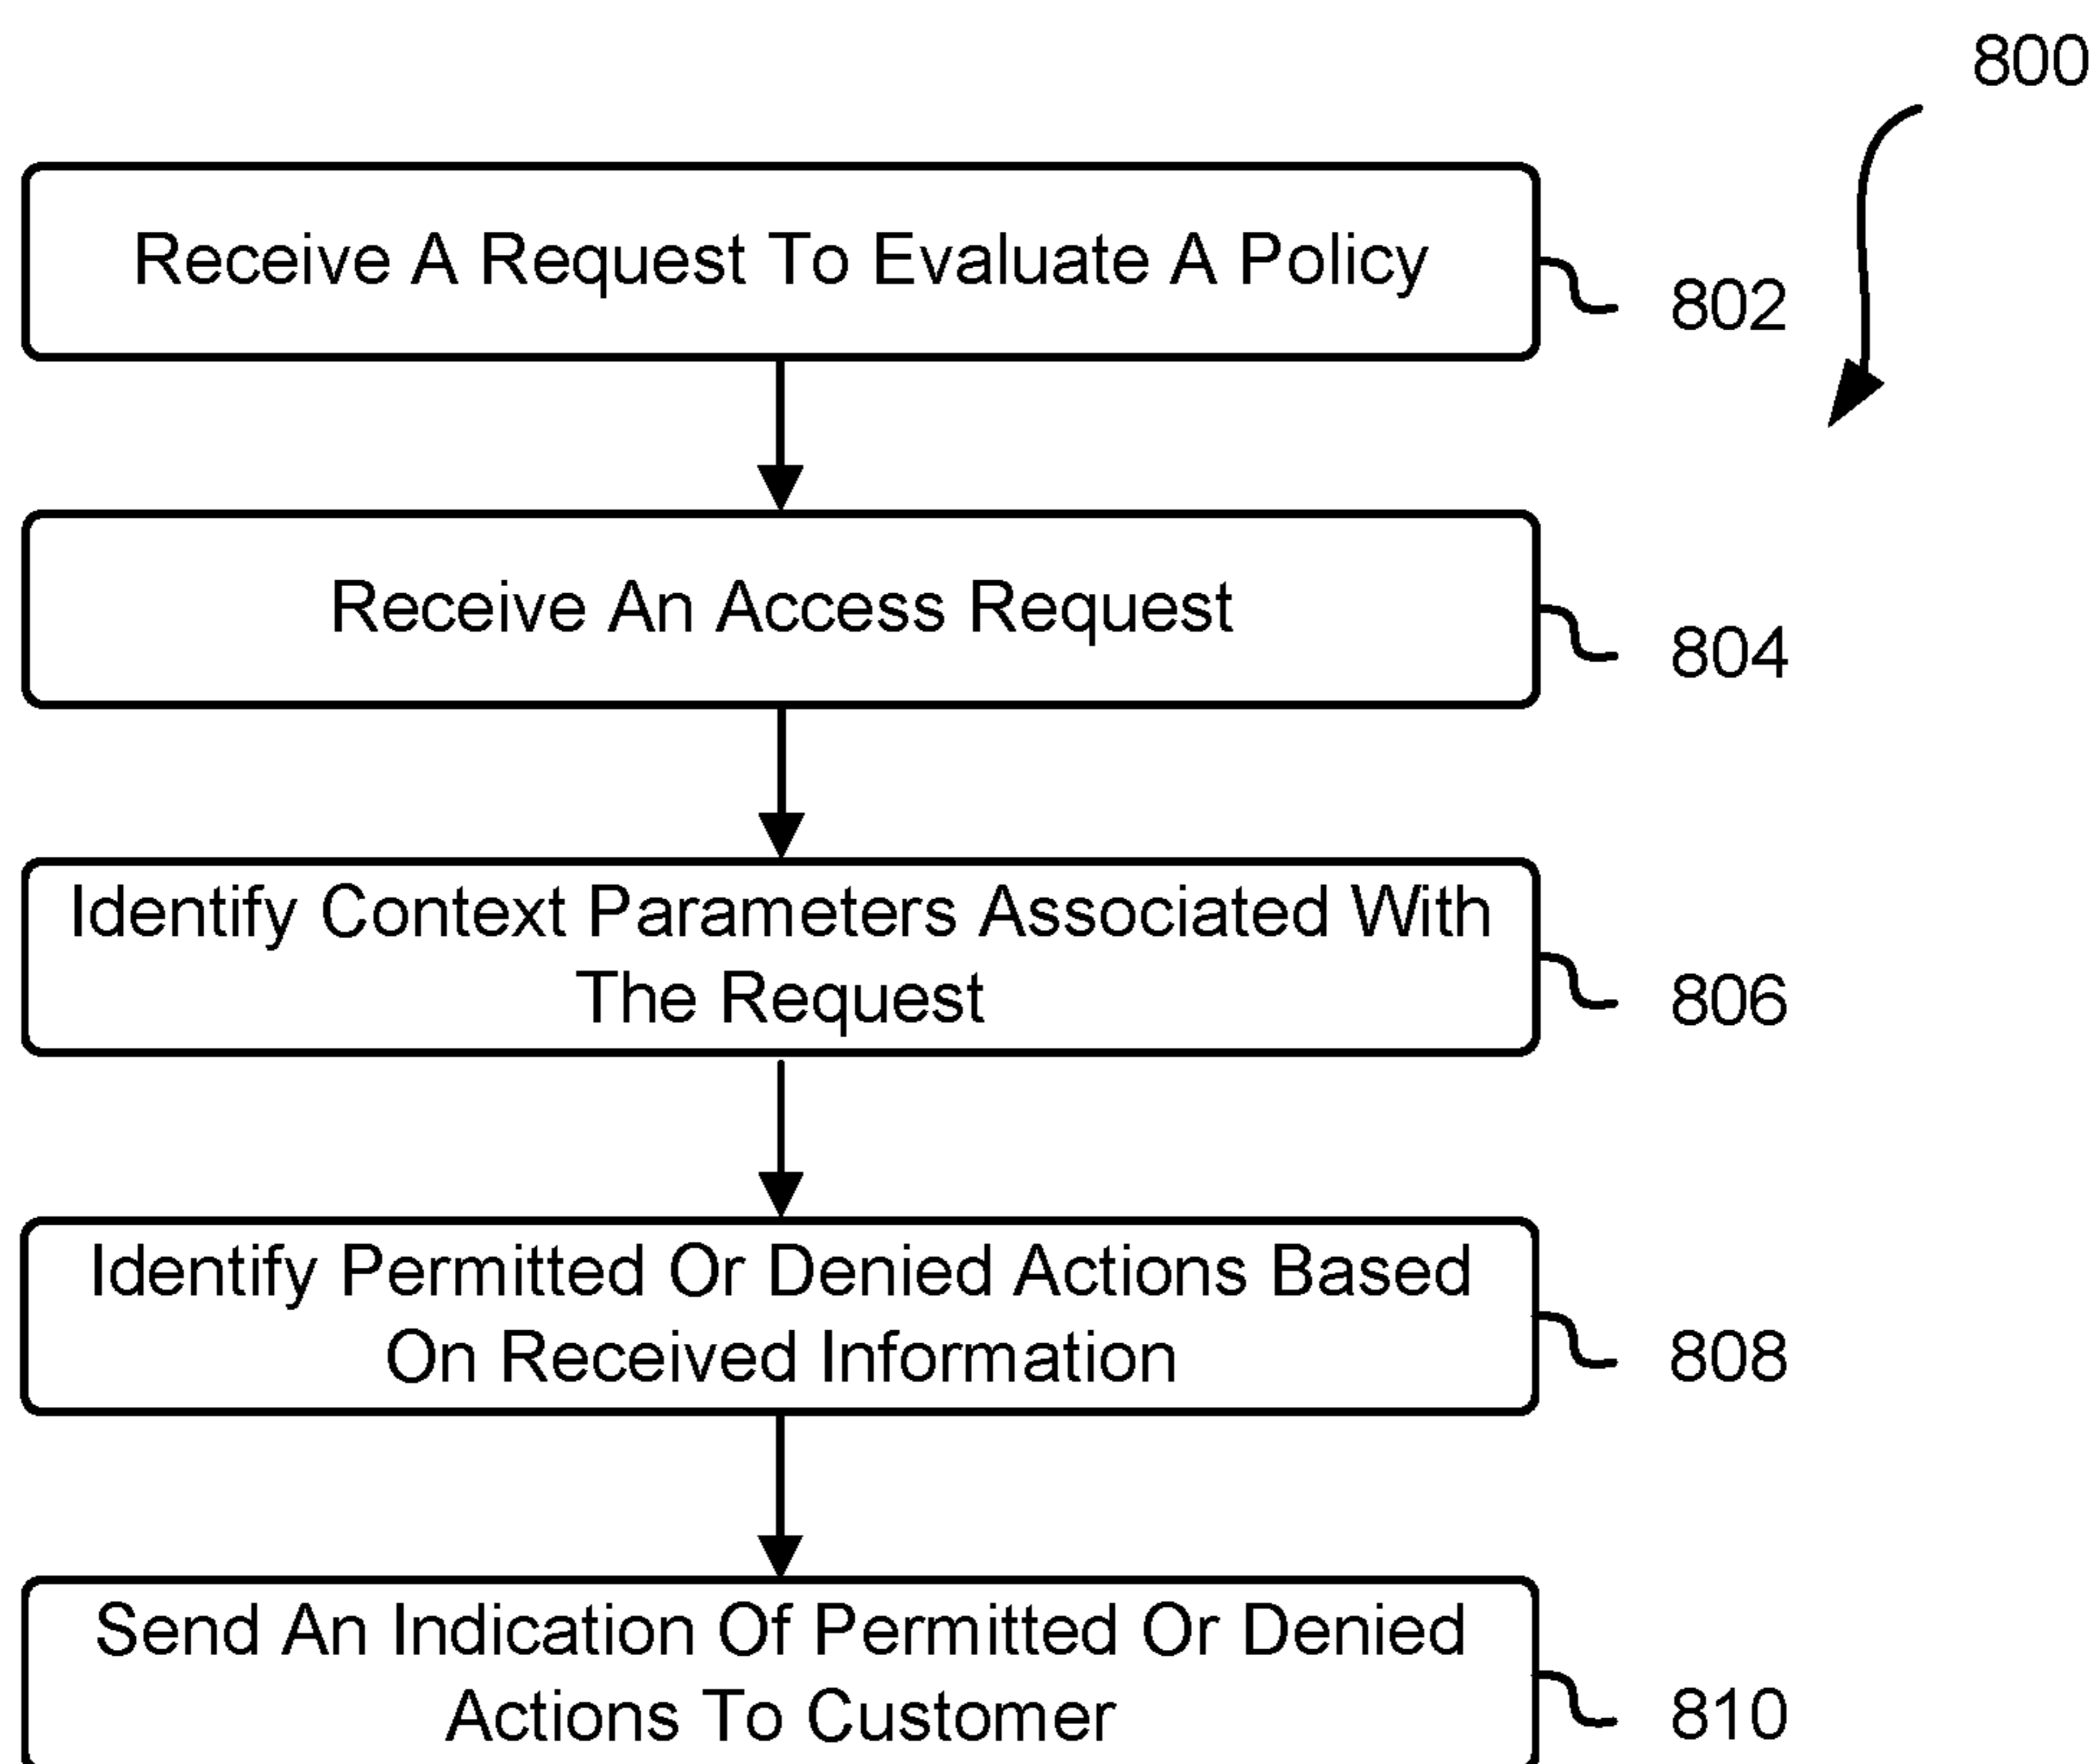 800
Receive A Request To Evaluate A Policy
802
Receive An Access Request
804
Identify Context Parameters Associated With
The Request
806
Identify Permitted Or Denied Actions Based
On Received Information
808
Send An Indication Of Permitted Or Denied
Actions To Customer
810